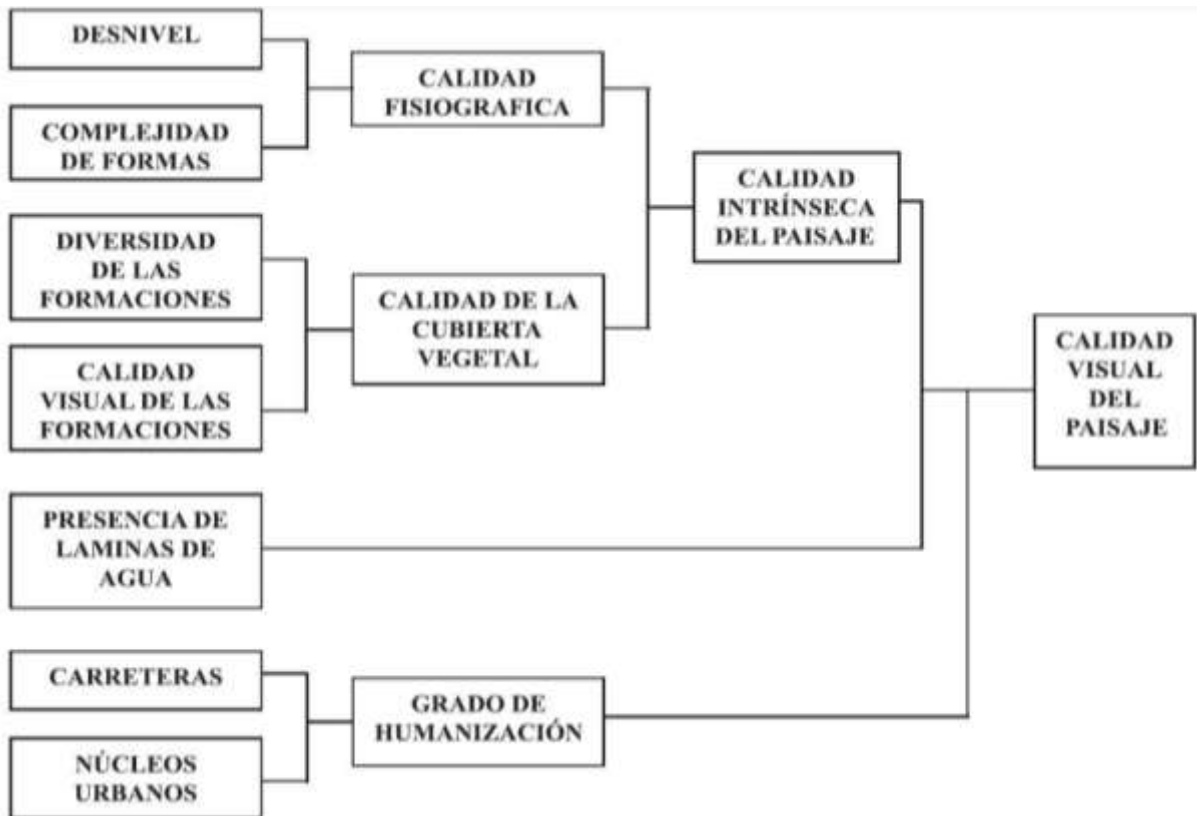 DESNIVEL
COMPLEJIDAD
DE FORMAS
DIVERSIDAD
DE LAS
FORMACIONES
CALIDAD
VISUAL DE LAS
FORMACIONES
PRESENCIA DE
LAMINAS DE
AGUA
CARRETERAS
NÚCLEOS
URBANOS
CALIDAD
FISIOGRAFICA
CALIDAD DE LA
CUBIERTA
VEGETAL
GRADO DE
HUMANIZACIÓN
CALIDAD
INTRÍNSECA
DEL PAISAJE
CALIDAD
VISUAL
DEL
PAISAJE